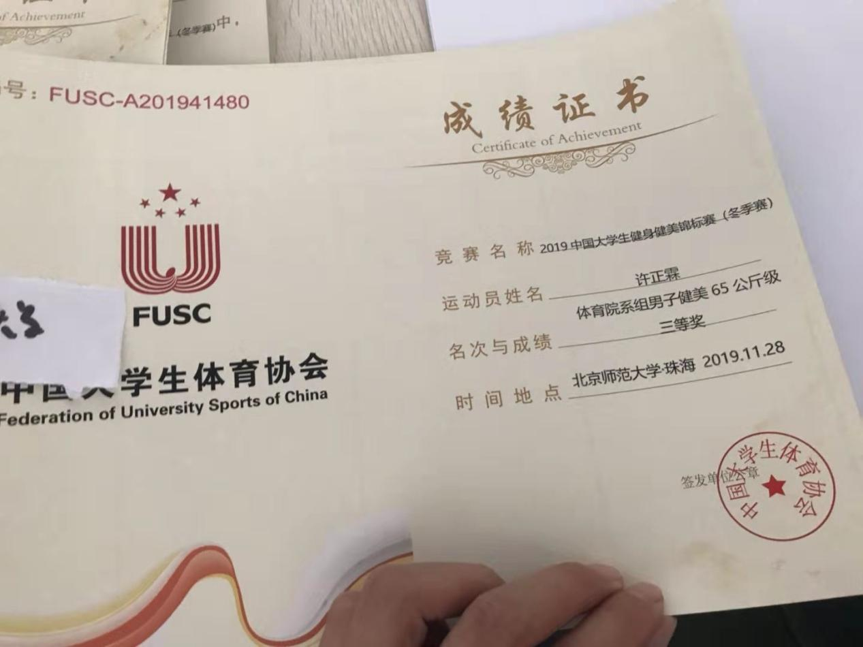 f Achievement
(冬季赛)中，
号：FUSC-A201941480
成绩证书
Certificate of Achievement
FUSC
中国大学生体育协会
Federation of University Sports of China
竞赛名称 2019 中国大学生健身健美锦标赛（冬季赛）
运动员姓名 许正霖
体育院系组男子健美 65 公斤级
名次与成绩 三等奖
时间地点 北京师范大学·珠海 2019.11.28
签发单位公章
中国大学生体育协会